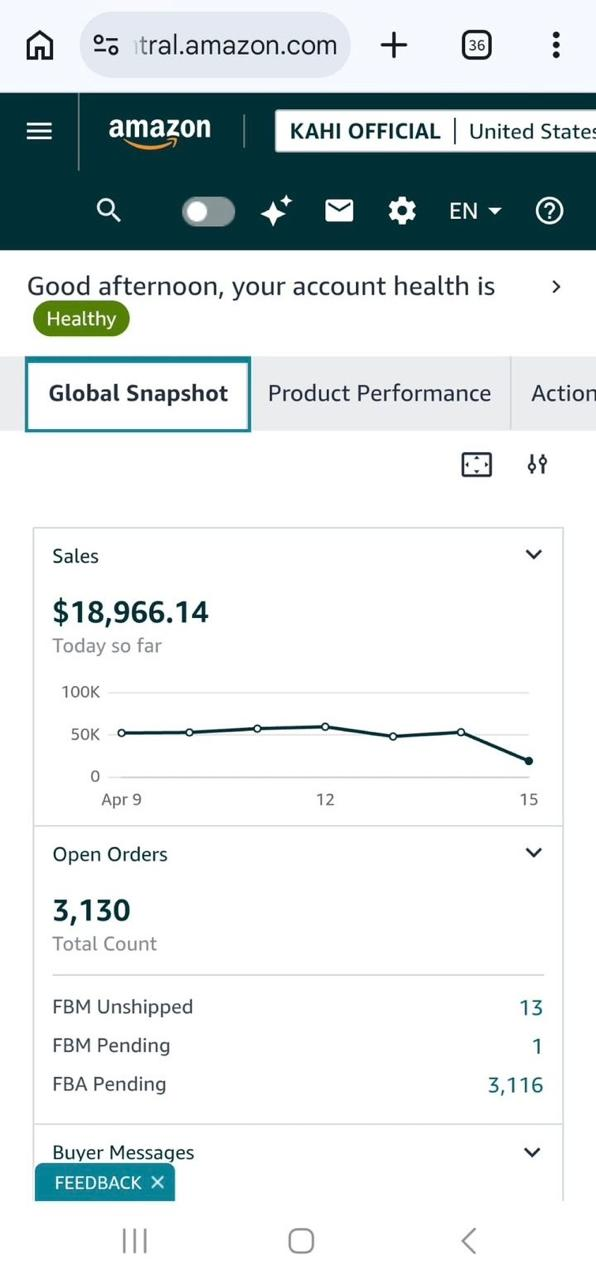 tral.amazon.com
36
amazon
KAHI OFFICIAL | United States
EN
Good afternoon, your account health is
Healthy
Global Snapshot
Product Performance
Action
Sales
$18,966.14
Today so far
100K
50K
0
Apr 9
12
15
Open Orders
3,130
Total Count
FBM Unshipped 13
FBM Pending 1
FBA Pending 3,116
Buyer Messages
FEEDBACK ×